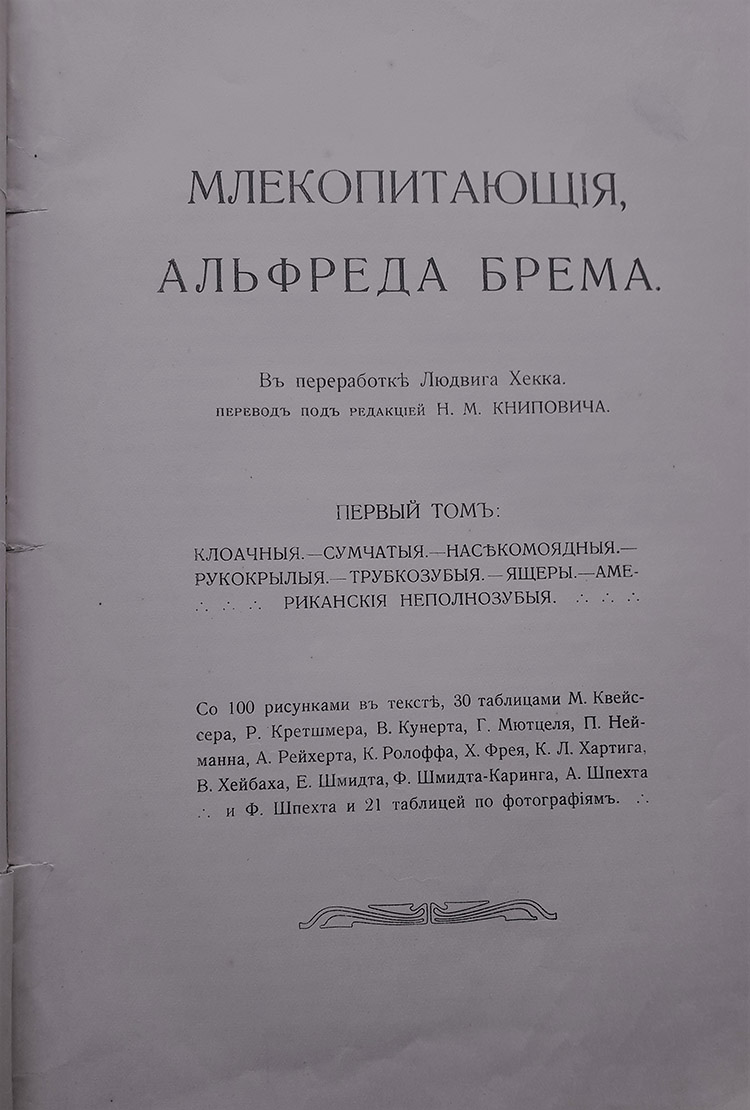 МЛЕКОПИТАЮЩІЯ,
АЛЬФРЕДА БРЕМА.
Въ переработкѣ Людвига Хекка.
ПЕРЕВОДЪ ПОДЪ РЕДАКЦІЕЙ Н. М. КНИПОВИЧА.
ПЕРВЫЙ ТОМЪ:
КЛОАЧНЫЯ.—СУМЧАТЫЯ.—НАСѢКОМОЯДНЫЯ.—
РУКОКРЫЛЫЯ.—ТРУБКОЗУБЫЯ.—ЯЩЕРЫ.—АМЕ-
∴ ∴ ∴ РИКАНСКІЯ НЕПОЛНОЗУБЫЯ. ∴ ∴ ∴
Со 100 рисунками въ текстѣ, 30 таблицами М. Квейс-
сера, Р. Кретшмера, В. Кунерта, Г. Мютцеля, П. Ней-
манна, А. Рейхерта, К. Ролоффа, Х. Фрея, К. Л. Хартига,
В. Хейбаха, Е. Шмидта, Ф. Шмидта-Каринга, А. Шпехта
∴ и Ф. Шпехта и 21 таблицей по фотографіямъ. ∴